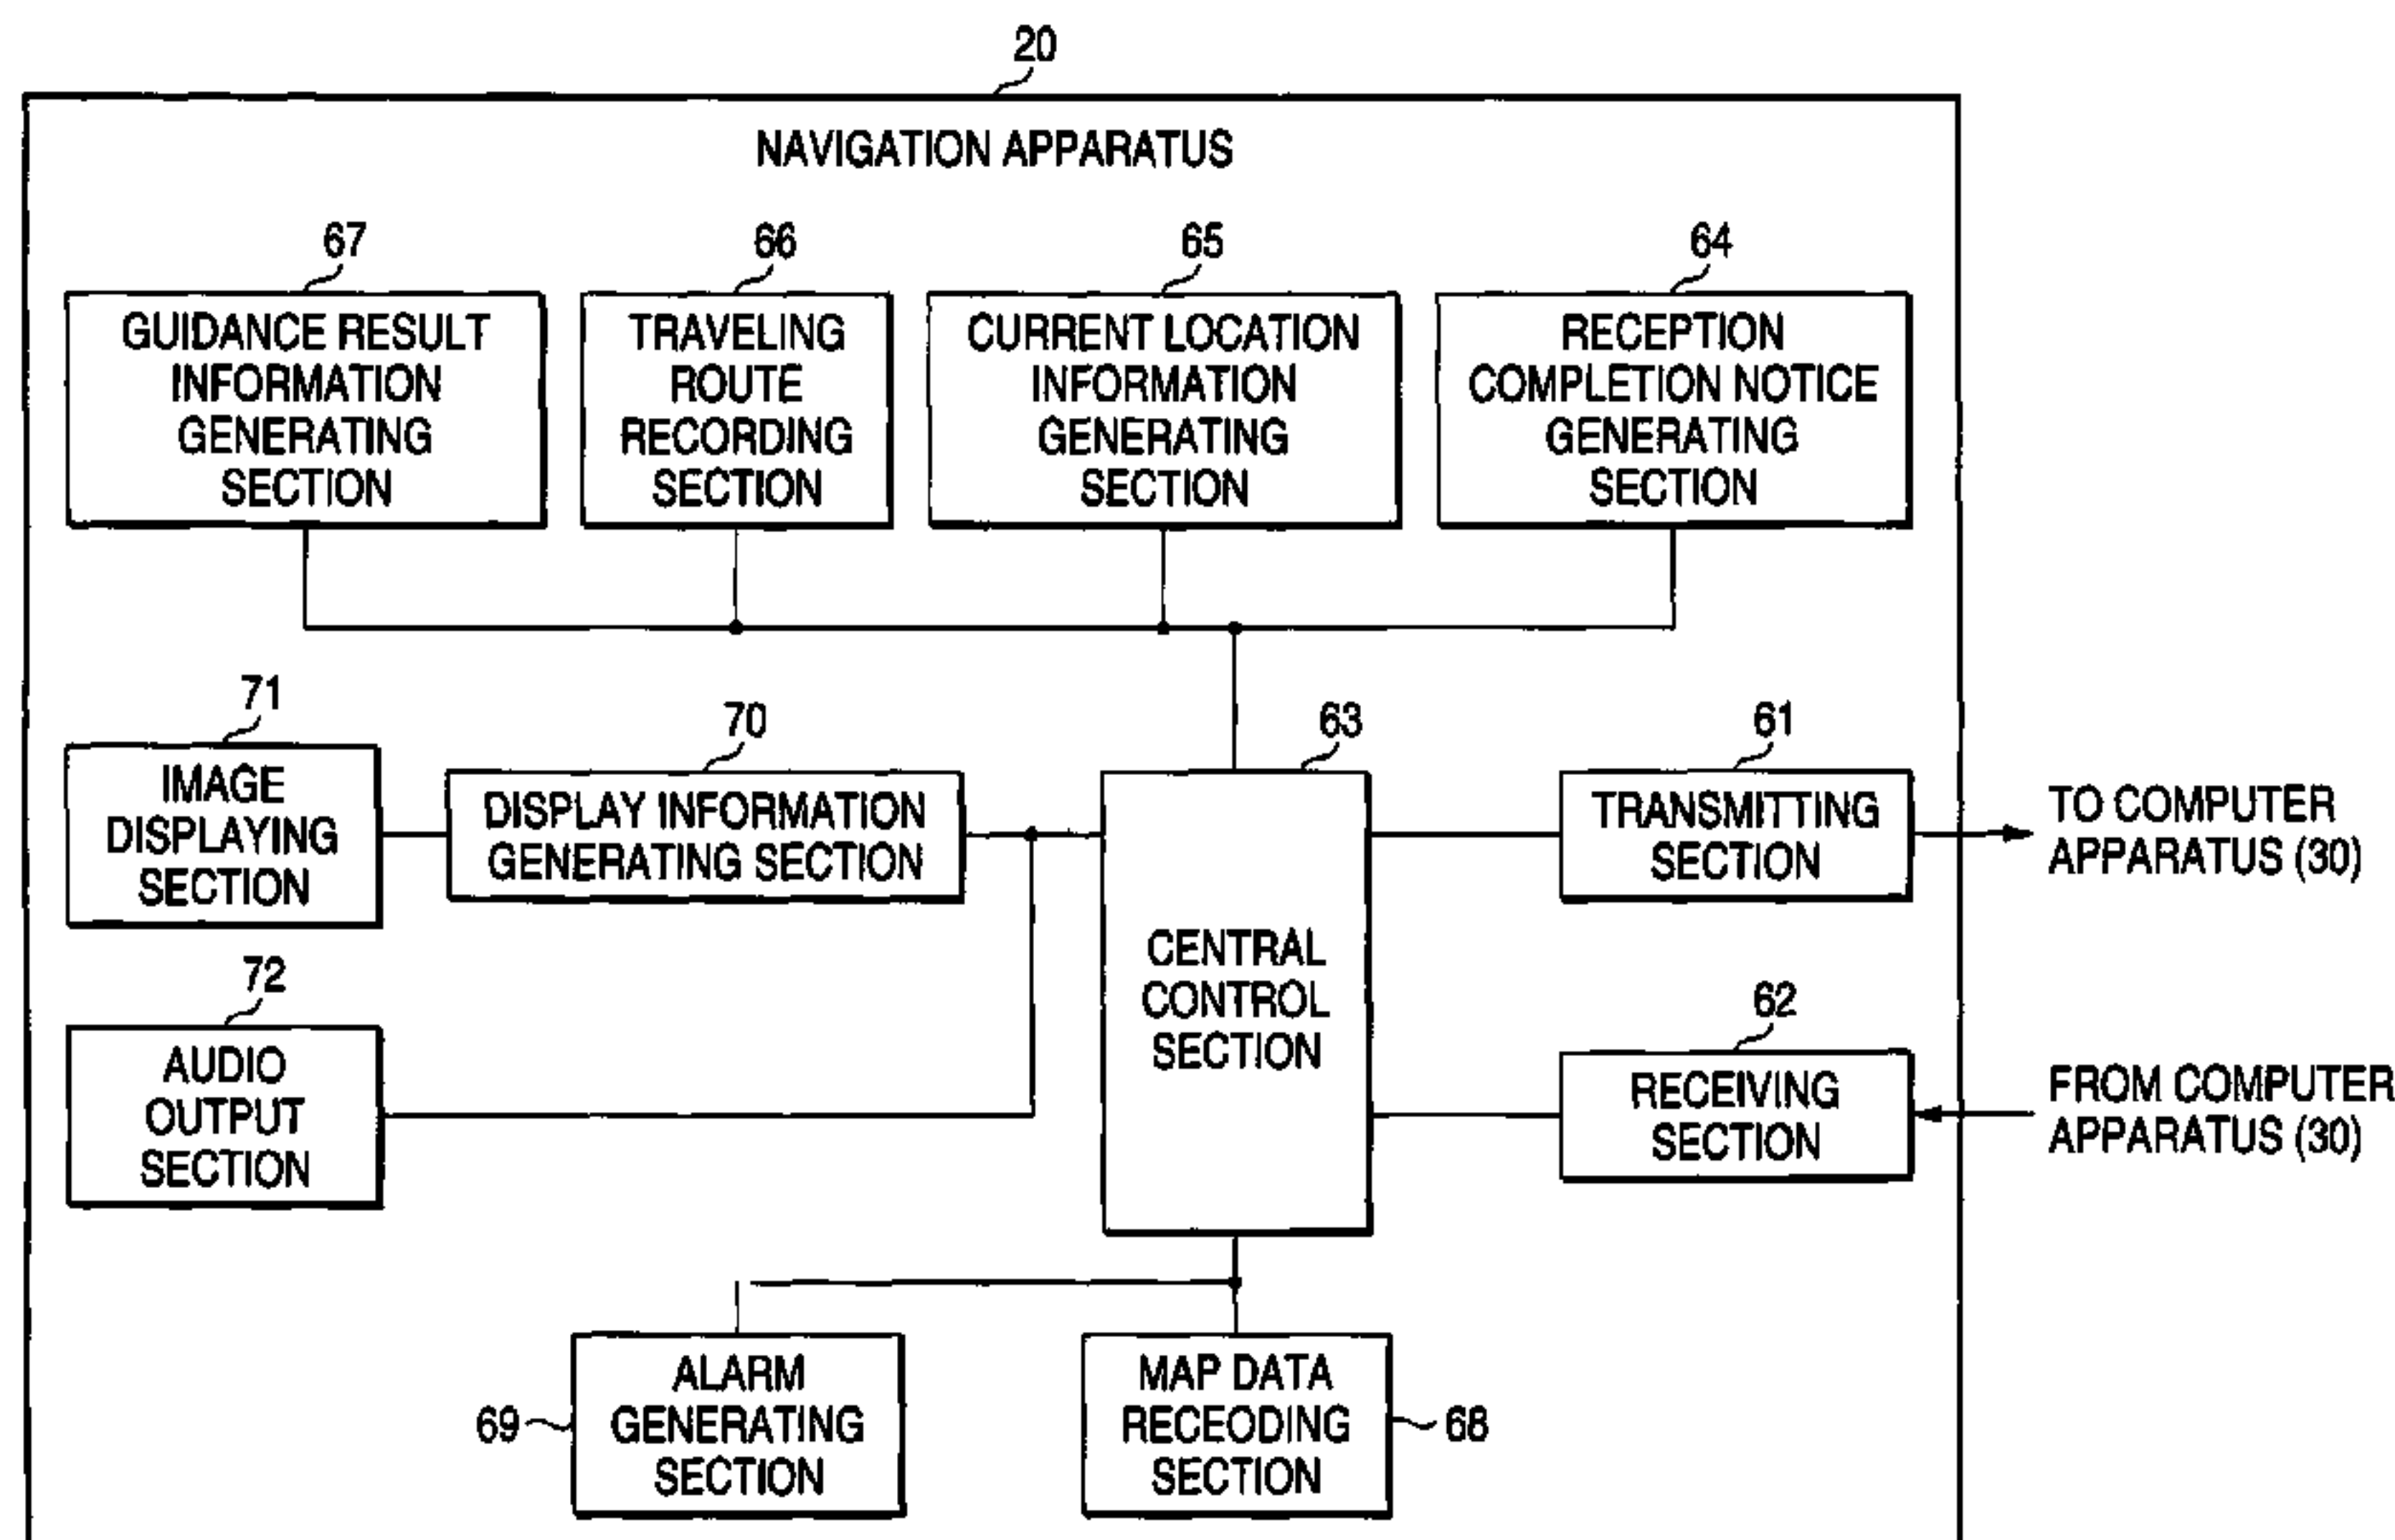 20
NAVIGATION APPARATUS
67
GUIDANCE RESULT
INFORMATION
GENERATING
SECTION
66
TRAVELING
ROUTE
RECORDING
SECTION
65
CURRENT LOCATION
INFORMATION
GENERATING
SECTION
64
RECEPTION
COMPLETION NOTICE
GENERATING
SECTION
71
IMAGE
DISPLAYING
SECTION
70
DISPLAY INFORMATION
GENERATING SECTION
63
CENTRAL
CONTROL
SECTION
61
TRANSMITTING
SECTION
TO COMPUTER
APPARATUS (30)
72
AUDIO
OUTPUT
SECTION
62
RECEIVING
SECTION
FROM COMPUTER
APPARATUS (30)
69
ALARM
GENERATING
SECTION
MAP DATA
RECEODING
SECTION
68